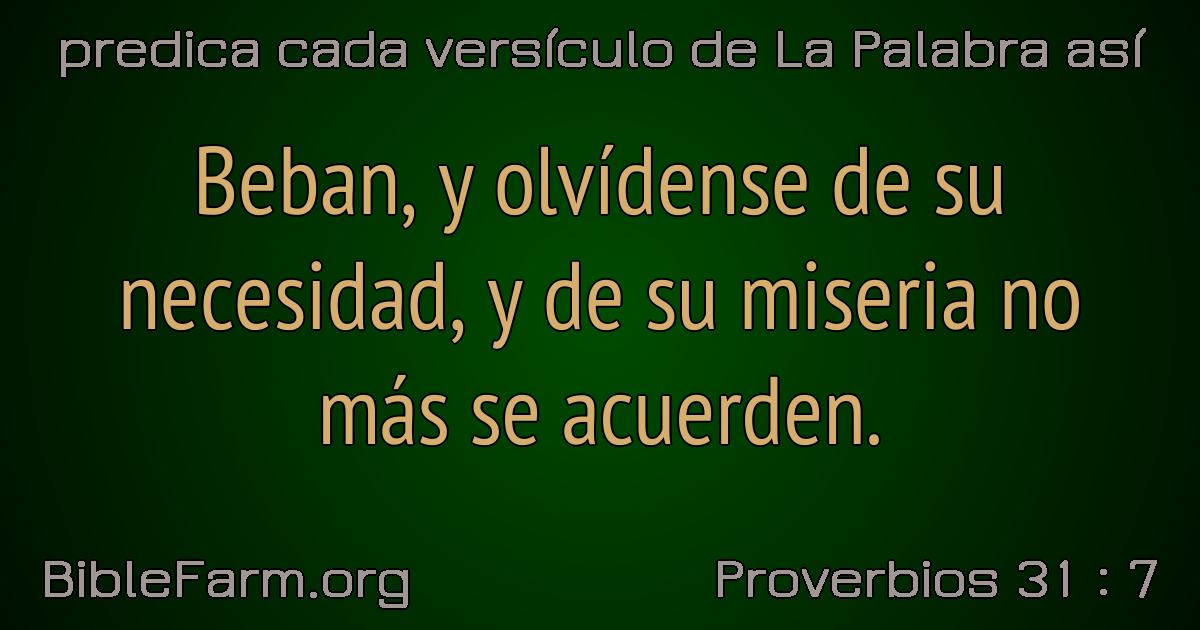 predica cada versículo de La Palabra así
Beban, y olvídense de su
necesidad, y de su miseria no
más se acuerden.
BibleFarm.org
Proverbios 31 : 7